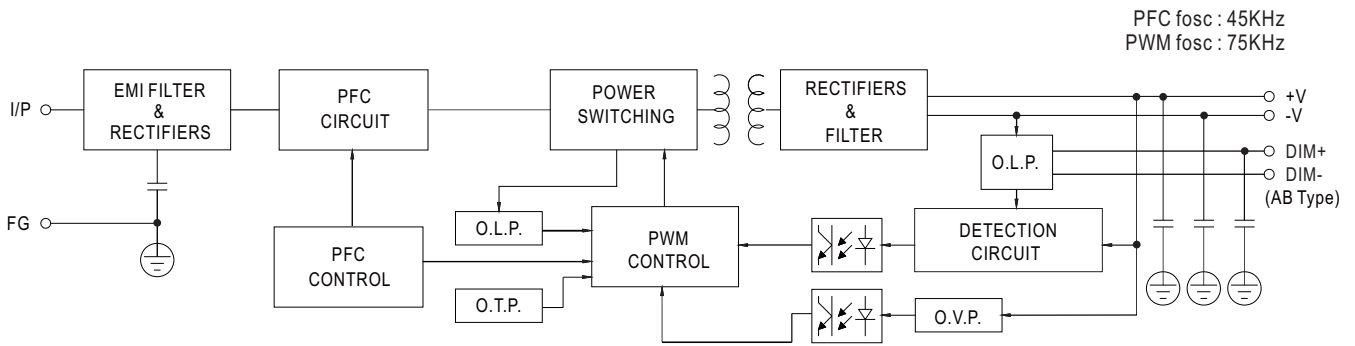 PFC fosc : 45KHz
PWM fosc : 75KHz
I/P
EMI FILTER
&
RECTIFIERS
PFC
CIRCUIT
POWER
SWITCHING
RECTIFIERS
&
FILTER
+V
-V
O.L.P.
DIM+
DIM-
(AB Type)
FG
O.L.P.
PFC
CONTROL
PWM
CONTROL
DETECTION
CIRCUIT
O.T.P.
O.V.P.